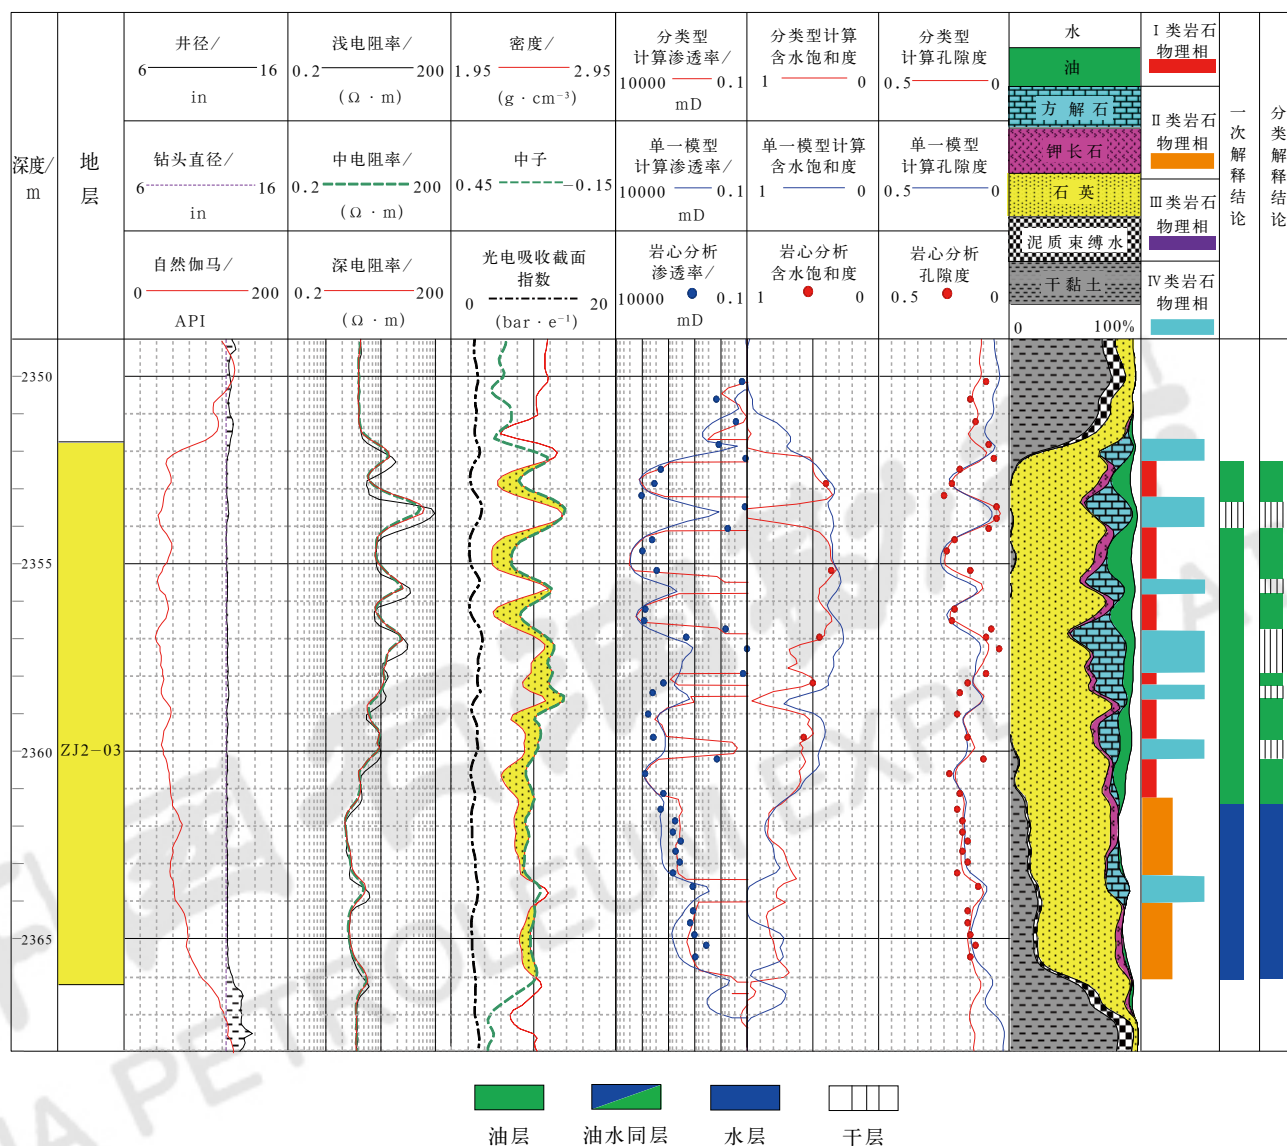 深度/
m
地
层
井径/
6 16
in
钻头直径/
6 16
in
自然伽马/
0 200
API
浅电阻率/
0.2 200
(Ω · m)
中电阻率/
0.2 200
(Ω · m)
深电阻率/
0.2 200
(Ω · m)
密度/
1.95 2.95
(g · cm⁻³)
中子
0.45 −0.15
光电吸收截面
指数
0 20
(bar · e⁻¹)
分类型
计算渗透率/
10000 0.1
mD
单一模型
计算渗透率/
10000 0.1
mD
岩心分析
渗透率/
10000 0.1
mD
分类型计算
含水饱和度
1 0
单一模型计算
含水饱和度
1 0
岩心分析
含水饱和度
1 0
分类型
计算孔隙度
0.5 0
单一模型
计算孔隙度
0.5 0
岩心分析
孔隙度
0.5 0
水
油
方解石
钾长石
石英
泥质束缚水
干黏土
0 100%
I 类岩石
物理相
II 类岩石
物理相
III 类岩石
物理相
IV 类岩石
物理相
一次解释结论
分类解释结论
2350
2355
2360
2365
ZJ2-03
油层
油水同层
水层
干层